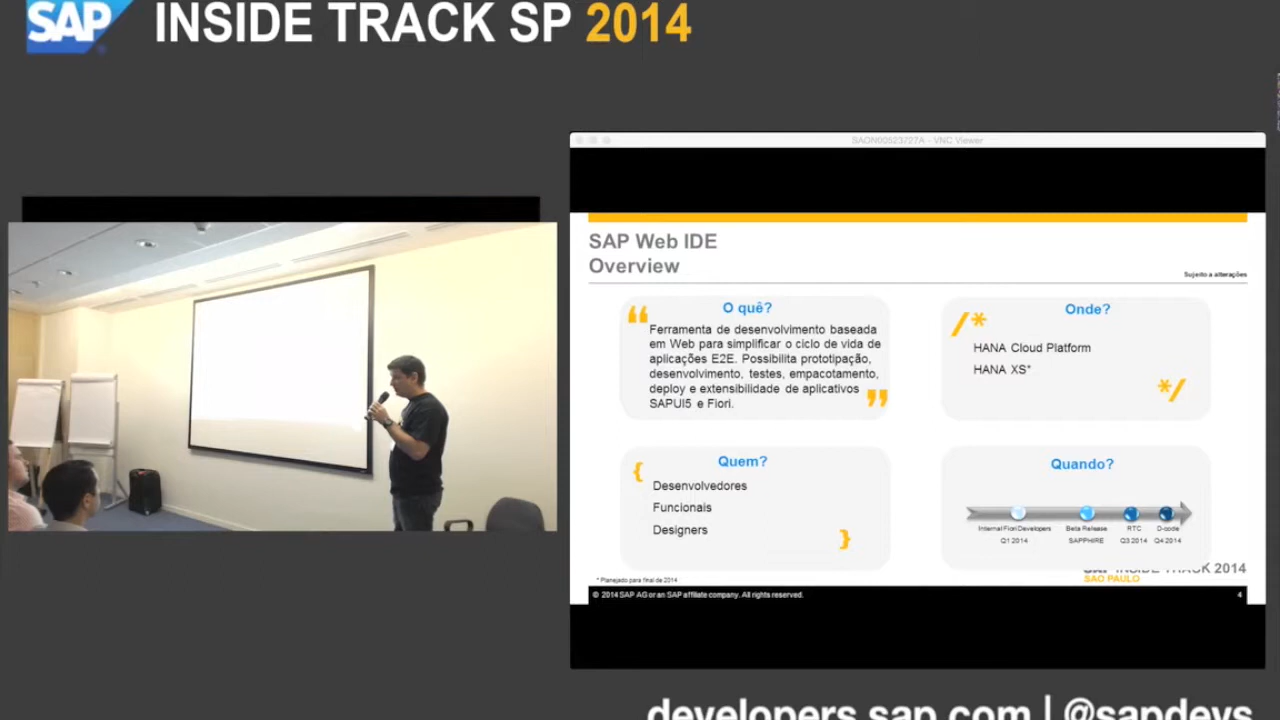 SAP INSIDE TRACK SP 2014
SAON00523727A - VNC Viewer
SAP Web IDE
Overview
Sujeito a alterações
“ O quê?
Ferramenta de desenvolvimento baseada
em Web para simplificar o ciclo de vida de
aplicações E2E. Possibilita prototipação,
desenvolvimento, testes, empacotamento,
deploy e extensibilidade de aplicativos
SAPUI5 e Fiori. ”
/* Onde?
HANA Cloud Platform
HANA XS*
*/
{ Quem?
Desenvolvedores
Funcionais
Designers
}
Quando?
Internal Fiori Developers
Q1 2014
Beta Release
SAPPHIRE
RTC
Q3 2014
D-code
Q4 2014
* Planejado para final de 2014
SAP INSIDE TRACK 2014
SAO PAULO
© 2014 SAP AG or an SAP affiliate company. All rights reserved.
4
developers.sap.com | @sapdevs